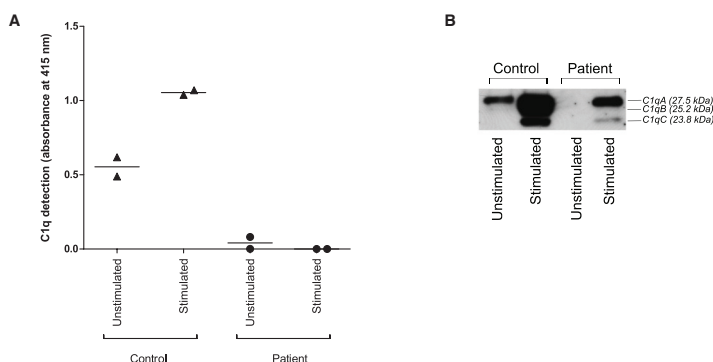 A
C1q detection (absorbance at 415 nm)
1.5
1.0
0.5
0.0
Unstimulated
Stimulated
Unstimulated
Stimulated
Control
Patient
B
Control
Patient
C1qA (27.5 kDa)
C1qB (25.2 kDa)
C1qC (23.8 kDa)
Unstimulated
Stimulated
Unstimulated
Stimulated